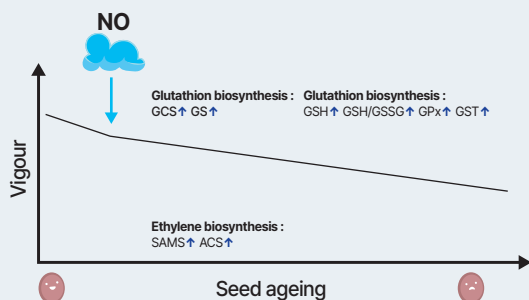 NO
Glutathion biosynthesis :
GCS↑ GS↑
Glutathion biosynthesis :
GSH↑ GSH/GSSG↑ GPx↑ GST↑
Vigour
Ethylene biosynthesis :
SAMS↑ ACS↑
Seed ageing